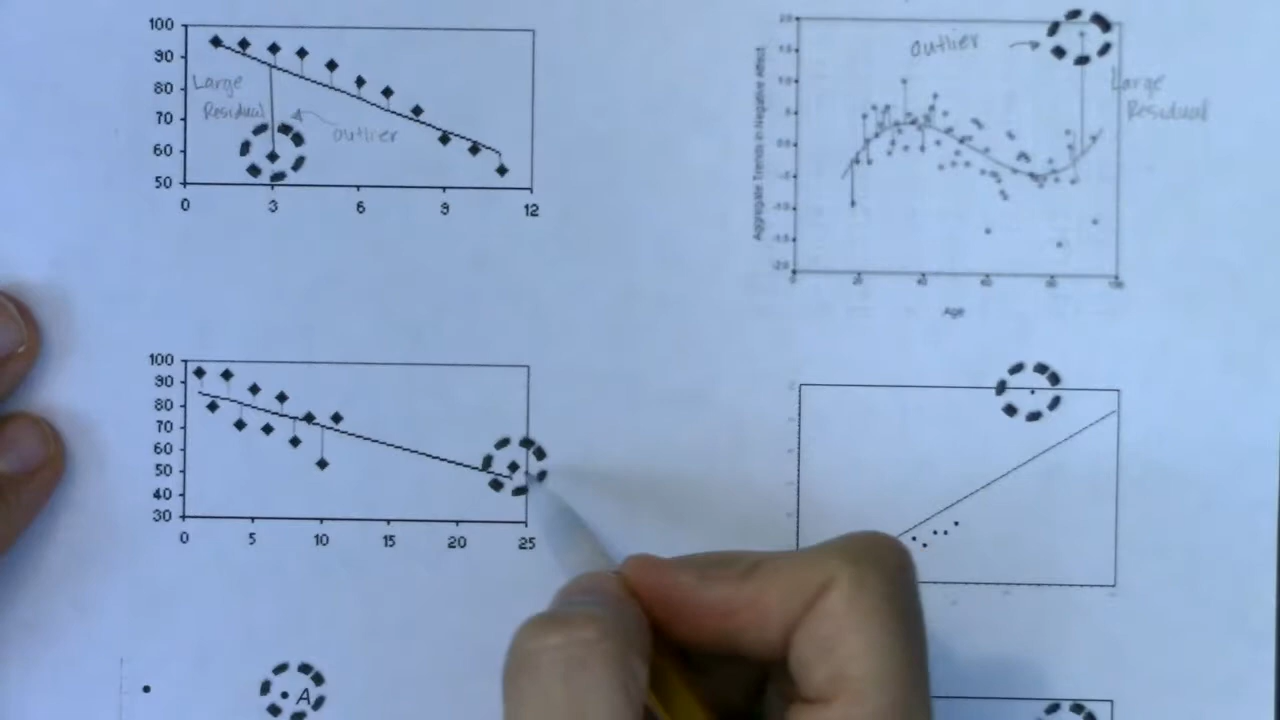 100
90
80
70
60
50
0 3 6 9 12
Large
Residual
outlier
Aggregate Trends in Negative Affect
outlier
Large
Residual
20
Age
100
90
80
70
60
50
40
30
0 5 10 15 20 25
A